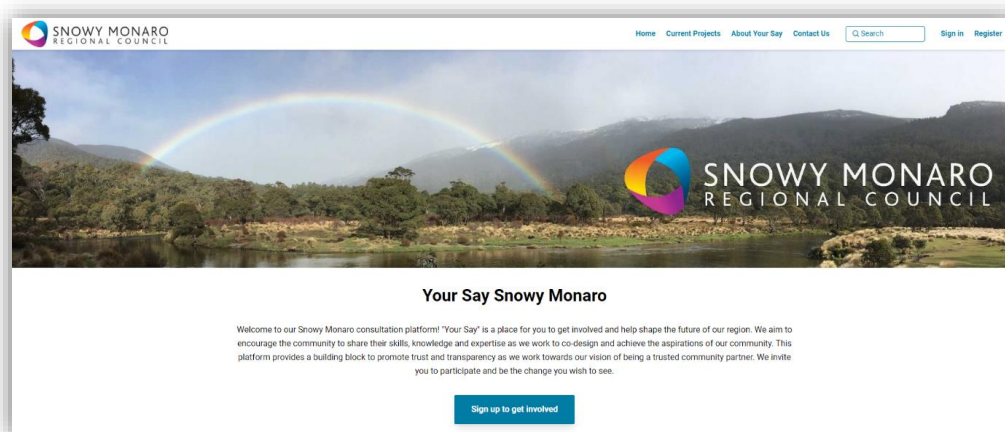 SNOWY MONARO
REGIONAL COUNCIL
Home Current Projects About Your Say Contact Us Search Sign in Register
SNOWY MONARO
REGIONAL COUNCIL
Your Say Snowy Monaro
Welcome to our Snowy Monaro consultation platform! "Your Say" is a place for you to get involved and help shape the future of our region. We aim to
encourage the community to share their skills, knowledge and expertise as we work to co-design and achieve the aspirations of our community. This
platform provides a building block to promote trust and transparency as we work towards our vision of being a trusted community partner. We invite
you to participate and be the change you wish to see.
Sign up to get involved